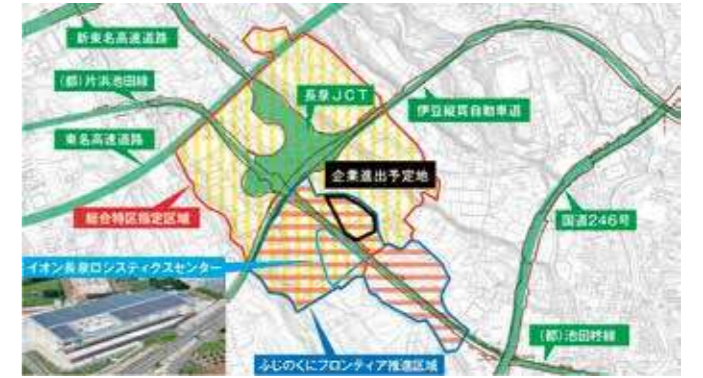 新東名高速道路
(都)片浜池田線
長泉JCT
伊豆縦貫自動車道
東名高速道路
企業進出予定地
総合特区指定区域
国道246号
イオン長泉ロジスティクスセンター
(都)池田柊線
ふじのくにフロンティア推進区域